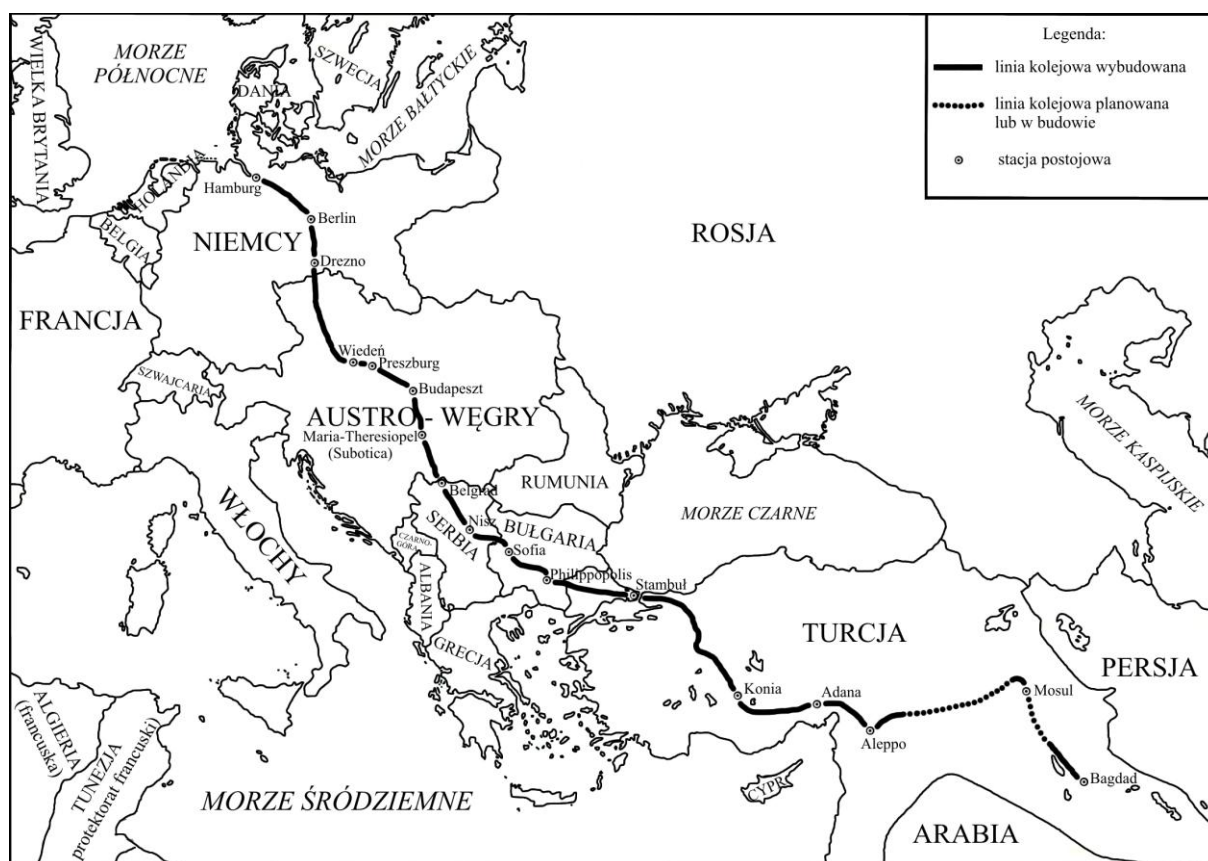 Legenda:
linia kolejowa wybudowana
linia kolejowa planowana
lub w budowie
stacja postojowa
WIELKA BRYTANIA
MORZE
PÓŁNOCNE
DANIA
SZWECJA
MORZE BAŁTYCKIE
HOLANDIA
BELGIA
Hamburg
Berlin
NIEMCY
Drezno
ROSJA
FRANCJA
SZWAJCARIA
Wiedeń
Preszburg
Budapeszt
AUSTRO - WĘGRY
Maria-Theresiopel
(Subotica)
MORZE KASPIJSKIE
WŁOCHY
Belgrad
RUMUNIA
SERBIA
Nisz
BUŁGARIA
MORZE CZARNE
CZARNO-
GÓRA
Sofia
ALBANIA
Philippopolis
Stambuł
GRECJA
TURCJA
PERSJA
Konia
Adana
Mosul
Aleppo
Bagdad
ALGIERIA
(francuska)
TUNEZJA
protektorat francuski)
MORZE ŚRÓDZIEMNE
CYPR
ARABIA